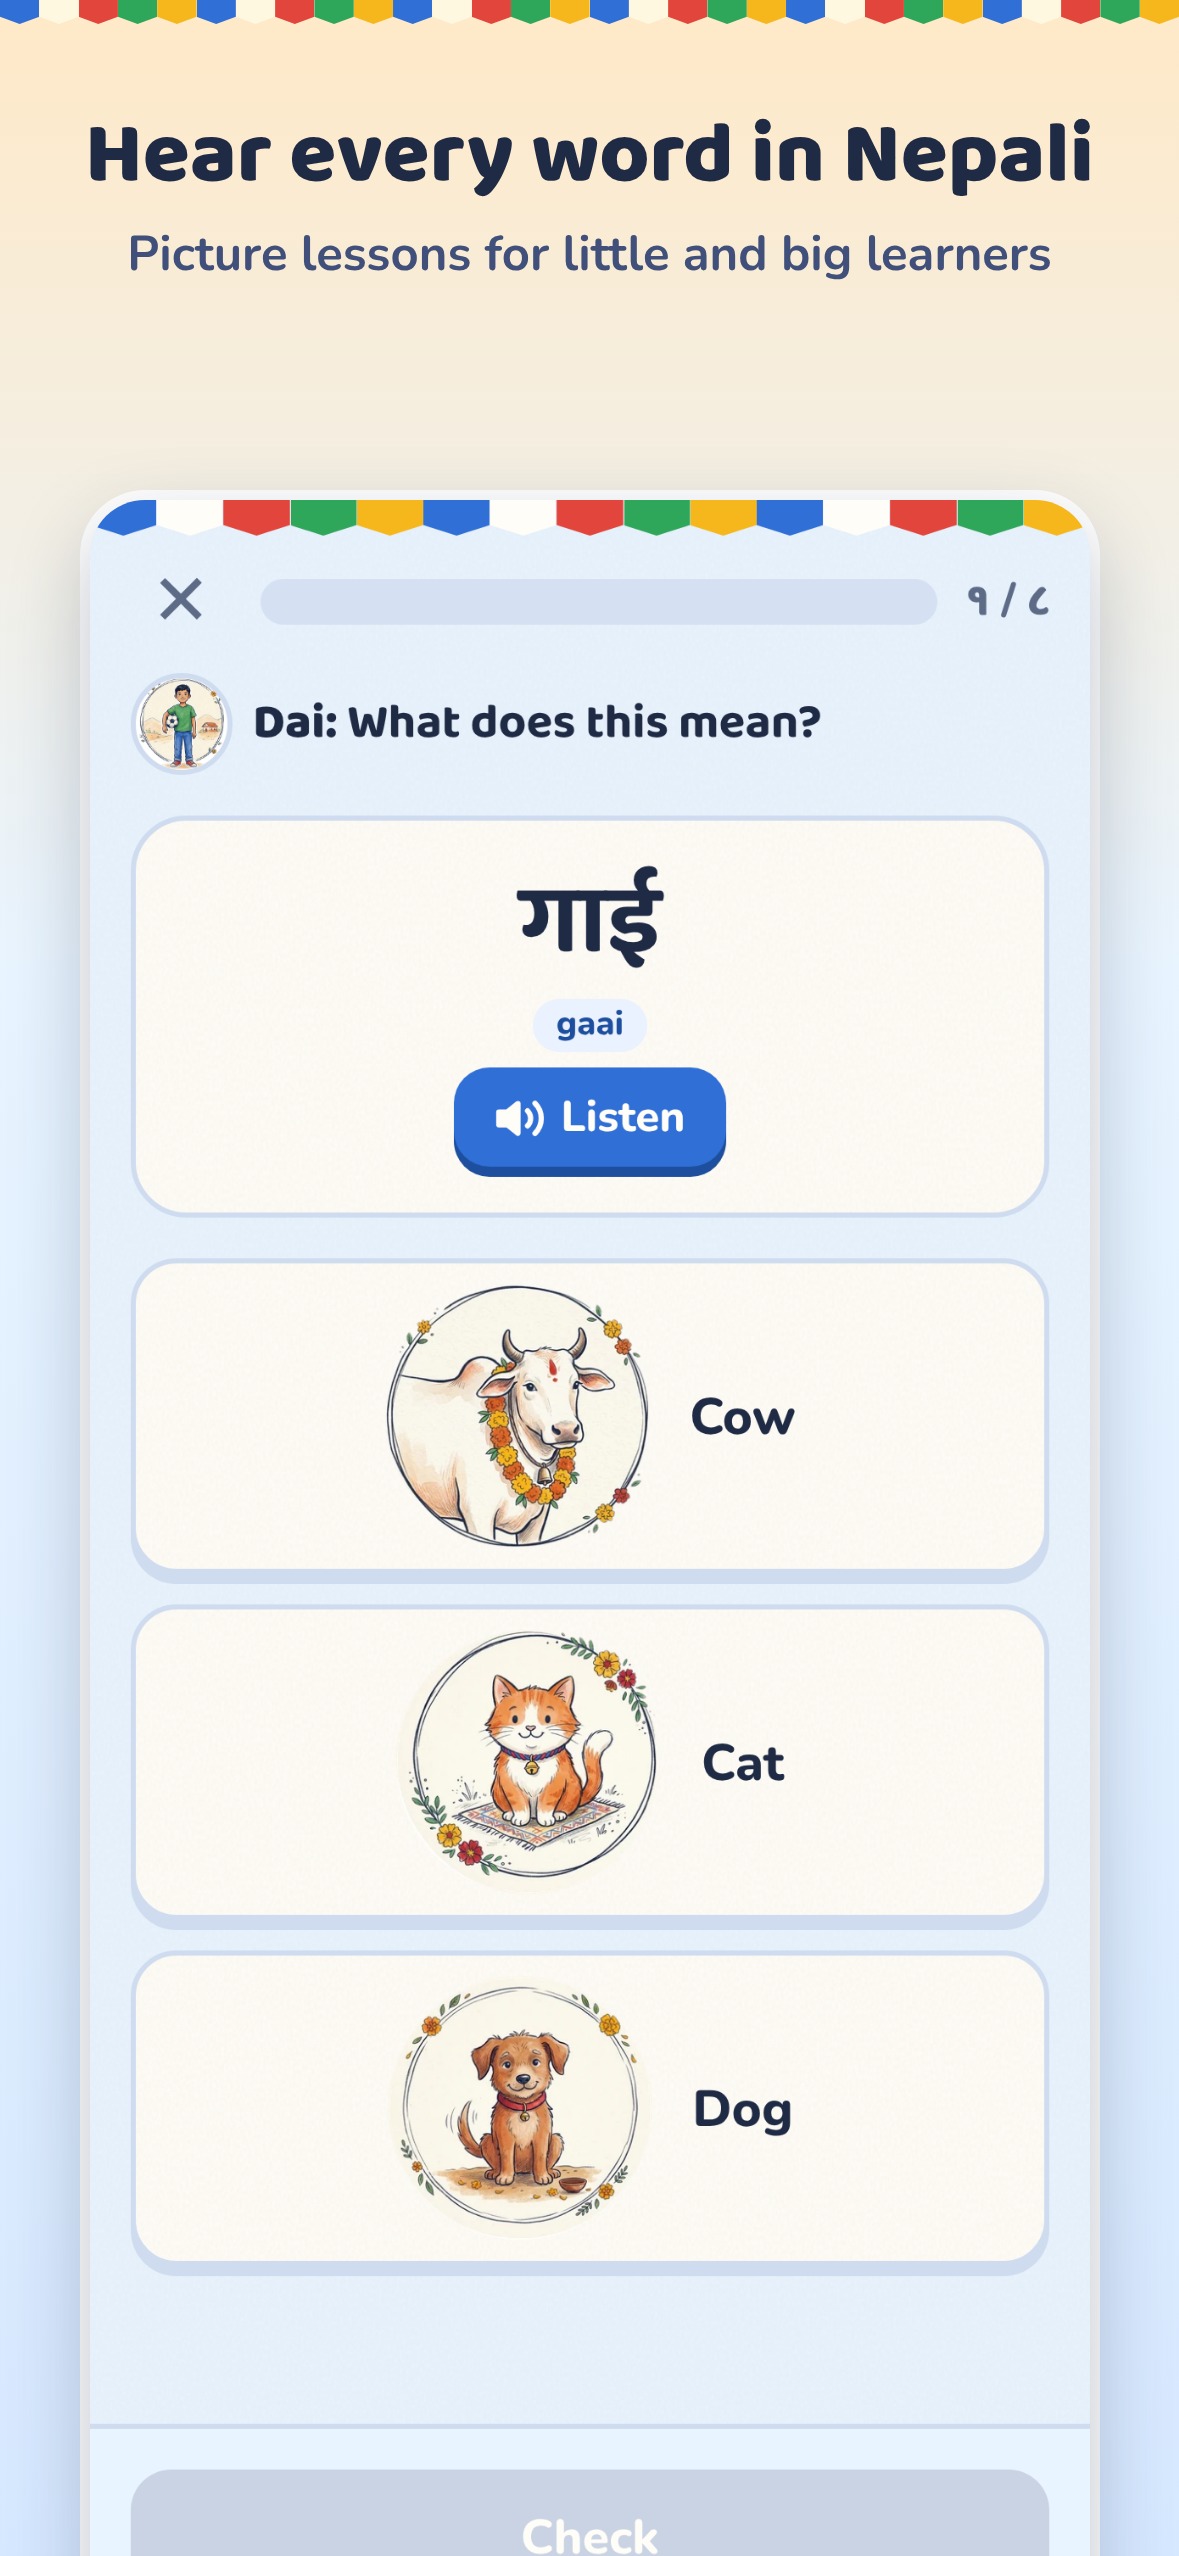 Hear every word in Nepali
Picture lessons for little and big learners
१ / ८
Dai: What does this mean?
गाई
gaai
Listen
Cow
Cat
Dog
Check